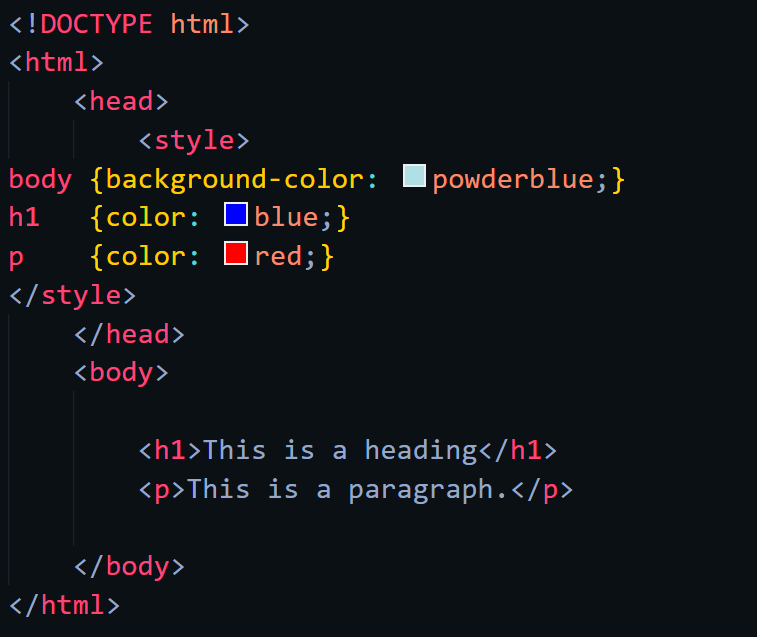 <!DOCTYPE html>
<html>
    <head>
        <style>
body {background-color: powderblue;}
h1   {color: blue;}
p    {color: red;}
</style>
    </head>
    <body>

        <h1>This is a heading</h1>
        <p>This is a paragraph.</p>

    </body>
</html>